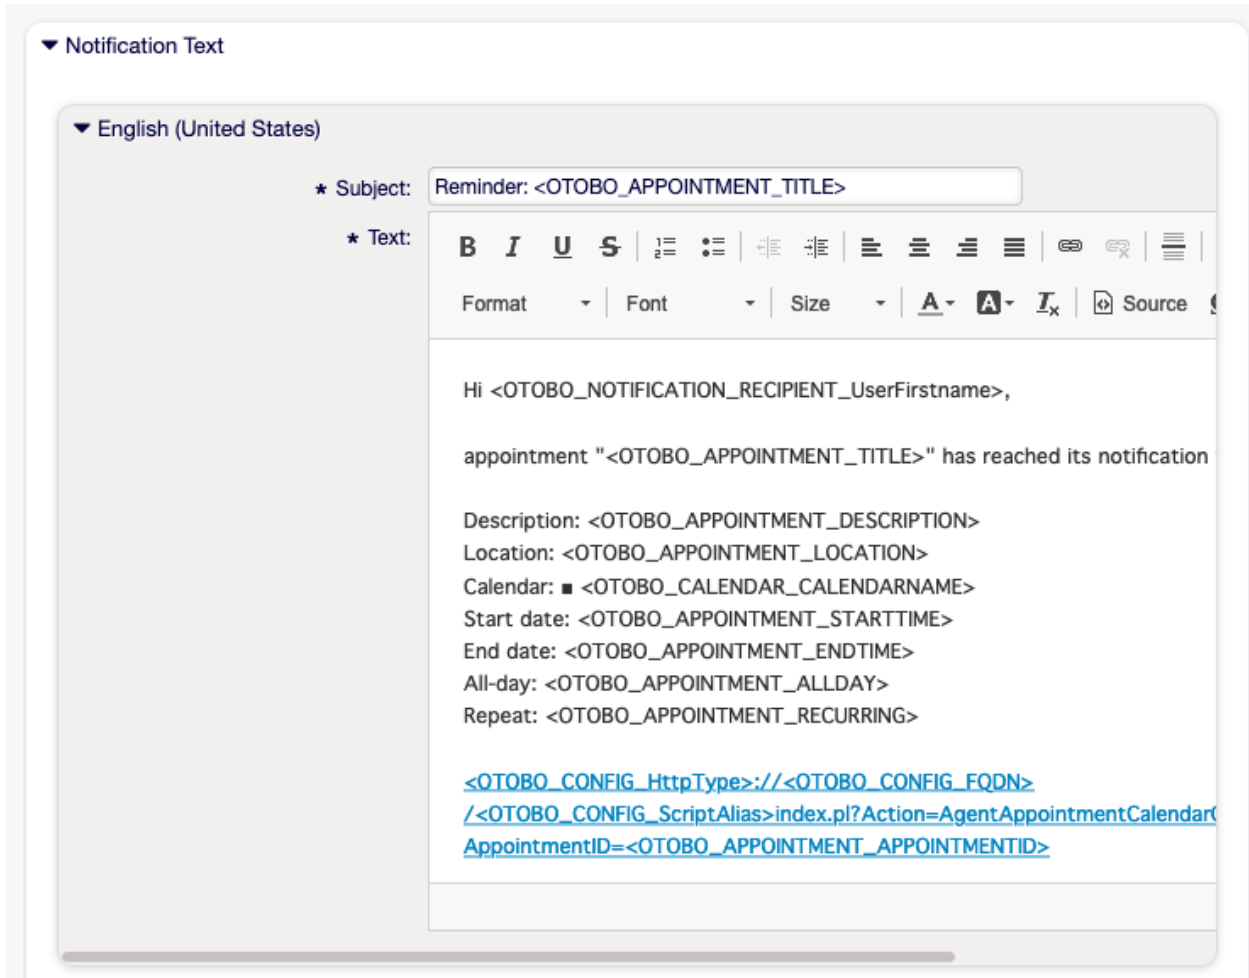 Notification Text
English (United States)
★ Subject: Reminder: <OTOBO_APPOINTMENT_TITLE>
★ Text:
B I U S
Format Font Size A A Ix Source
Hi <OTOBO_NOTIFICATION_RECIPIENT_UserFirstname>,
appointment "<OTOBO_APPOINTMENT_TITLE>" has reached its notification
Description: <OTOBO_APPOINTMENT_DESCRIPTION>
Location: <OTOBO_APPOINTMENT_LOCATION>
Calendar: ■ <OTOBO_CALENDAR_CALENDARNAME>
Start date: <OTOBO_APPOINTMENT_STARTTIME>
End date: <OTOBO_APPOINTMENT_ENDTIME>
All-day: <OTOBO_APPOINTMENT_ALLDAY>
Repeat: <OTOBO_APPOINTMENT_RECURRING>
<OTOBO_CONFIG_HttpType>://<OTOBO_CONFIG_FQDN>
/<OTOBO_CONFIG_ScriptAlias>index.pl?Action=AgentAppointmentCalendar
AppointmentID=<OTOBO_APPOINTMENT_APPOINTMENTID>